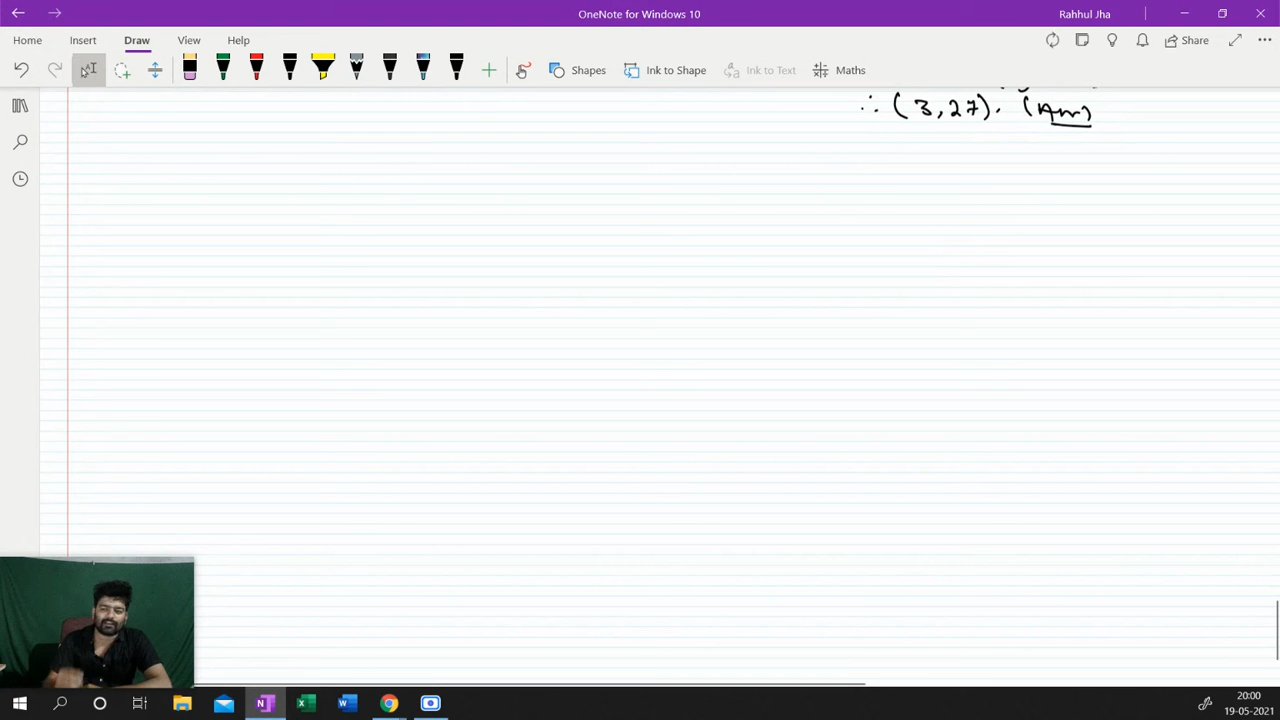 OneNote for Windows 10
Rahhul Jha
Home Insert Draw View Help
Share
Shapes
Ink to Shape
Ink to Text
Maths
∴ (3,27). (Ans)
20:00
19-05-2021